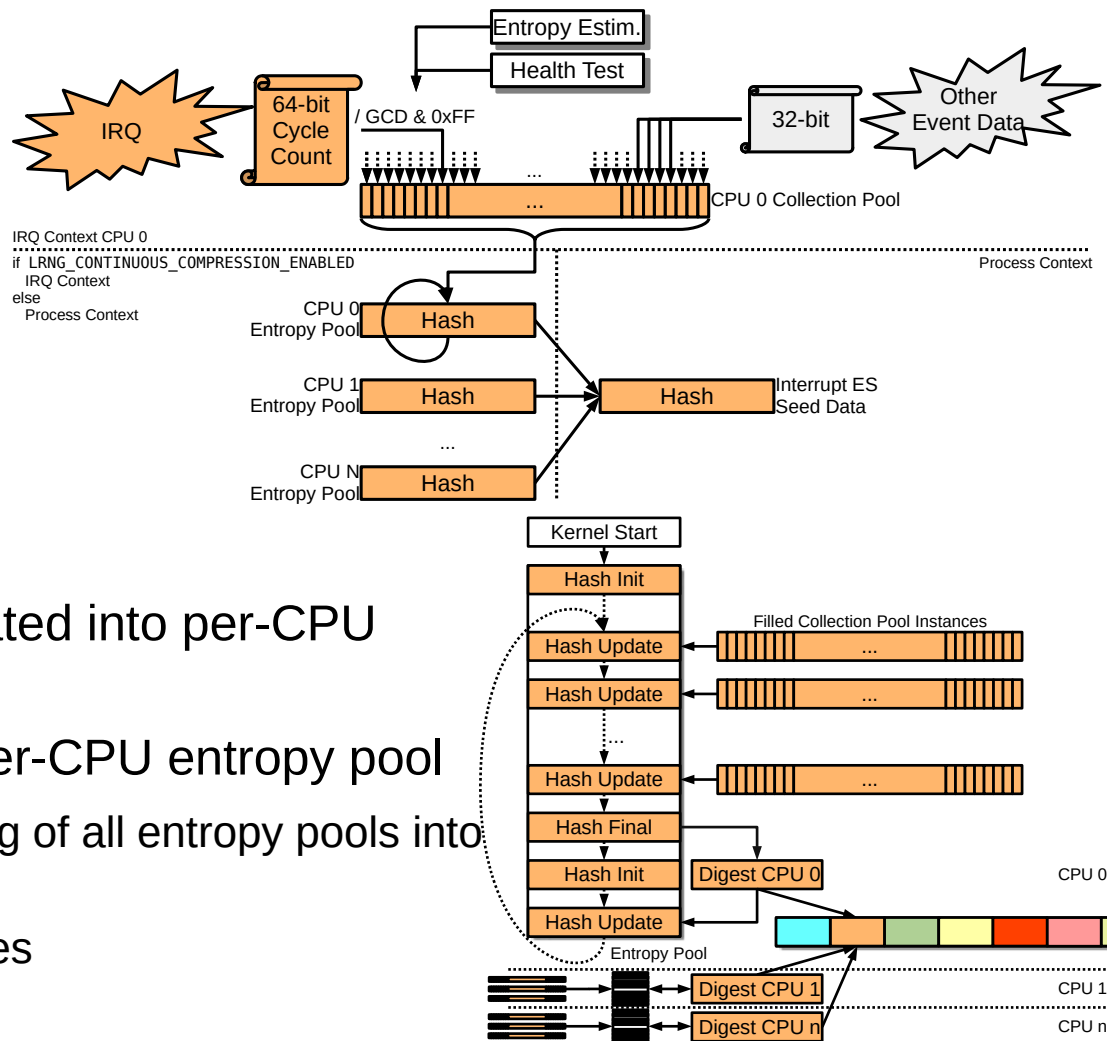 Entropy Estim.
Health Test
IRQ
64-bit
Cycle
Count
/ GCD & 0xFF
32-bit
Other
Event Data
...
...
CPU 0 Collection Pool
IRQ Context CPU 0
if LRNG_CONTINUOUS_COMPRESSION_ENABLED
IRQ Context
else
Process Context
Process Context
CPU 0
Entropy Pool
Hash
CPU 1
Entropy Pool
Hash
Hash
Interrupt ES
Seed Data
...
CPU N
Entropy Pool
Hash
Kernel Start
Hash Init
ated into per-CPU
Filled Collection Pool Instances
Hash Update
...
Hash Update
...
...
er-CPU entropy pool
Hash Update
...
g of all entropy pools into
Hash Final
Hash Init
Digest CPU 0
CPU 0
Hash Update
es
Entropy Pool
Digest CPU 1
CPU 1
Digest CPU n
CPU n